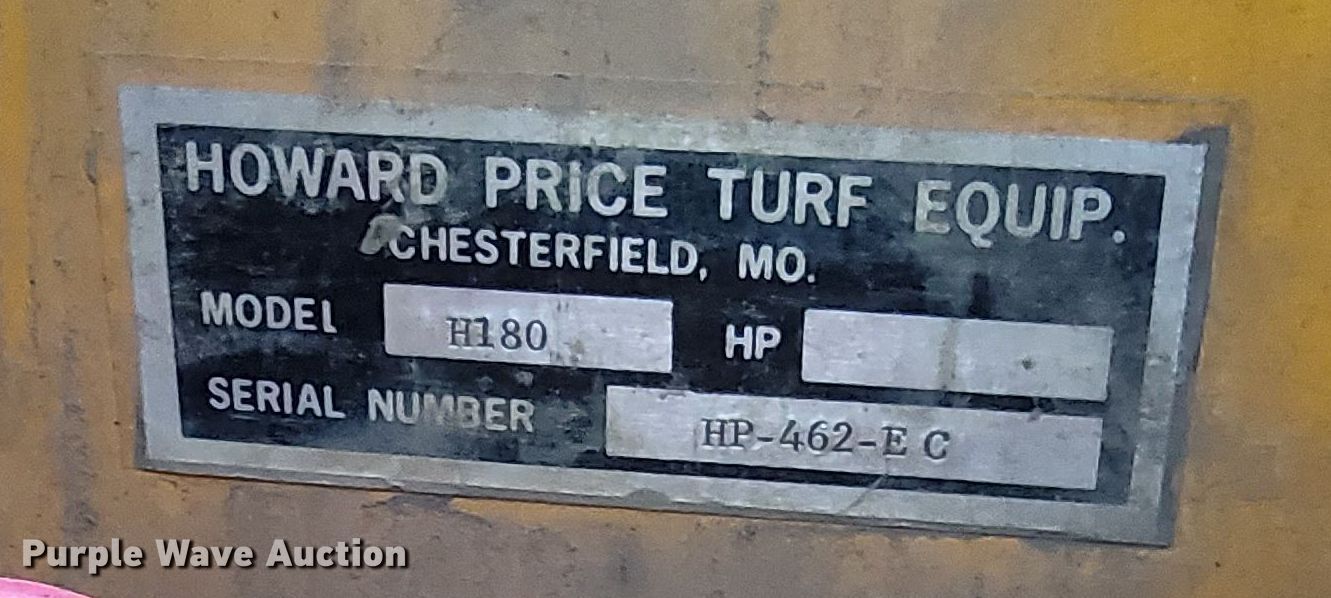 HOWARD PRICE TURF EQUIP.
CHESTERFIELD, MO.
MODEL H180 HP
SERIAL NUMBER HP-462-E C
Purple Wave Auction